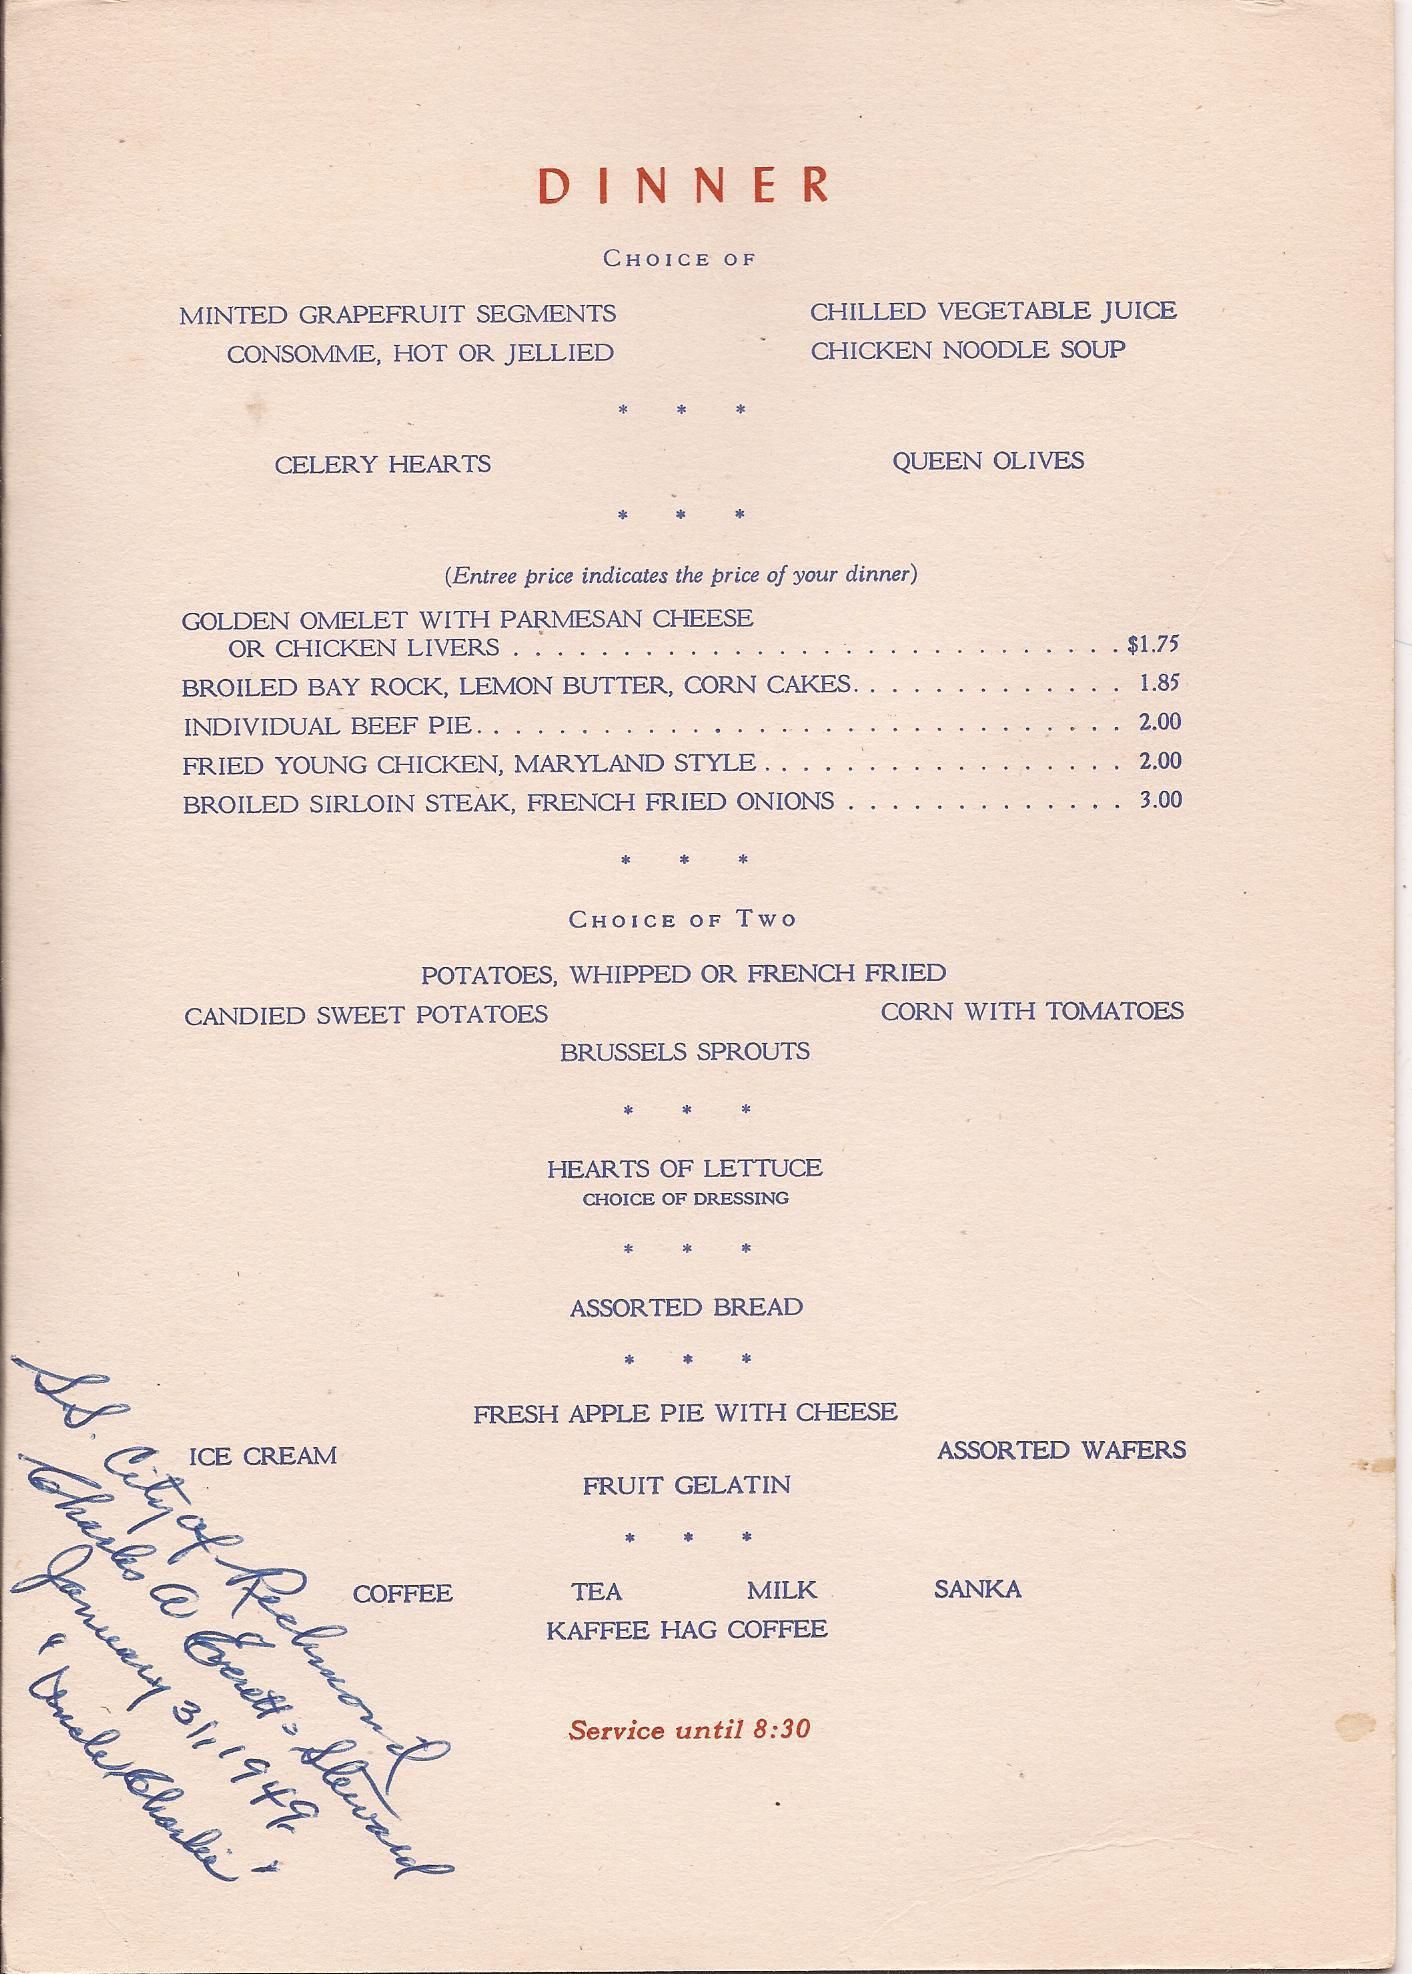 DINNER
CHOICE OF
MINTED GRAPEFRUIT SEGMENTS CHILLED VEGETABLE JUICE
CONSOMME, HOT OR JELLIED CHICKEN NOODLE SOUP
* * *
CELERY HEARTS QUEEN OLIVES
* * *
(Entree price indicates the price of your dinner)
GOLDEN OMELET WITH PARMESAN CHEESE
OR CHICKEN LIVERS . . . . . . . . . . . . . . . . . . . . . . . . . . . . . $1.75
BROILED BAY ROCK, LEMON BUTTER, CORN CAKES. . . . . . . . . . . . . 1.85
INDIVIDUAL BEEF PIE. . . . . . . . . . . . . . . . . . . . . . . . . . . . 2.00
FRIED YOUNG CHICKEN, MARYLAND STYLE . . . . . . . . . . . . . . . . . 2.00
BROILED SIRLOIN STEAK, FRENCH FRIED ONIONS . . . . . . . . . . . . . 3.00
* * *
CHOICE OF TWO
POTATOES, WHIPPED OR FRENCH FRIED
CANDIED SWEET POTATOES CORN WITH TOMATOES
BRUSSELS SPROUTS
* * *
HEARTS OF LETTUCE
CHOICE OF DRESSING
* * *
ASSORTED BREAD
* * *
FRESH APPLE PIE WITH CHEESE
ICE CREAM ASSORTED WAFERS
FRUIT GELATIN
* * *
COFFEE TEA MILK SANKA
KAFFEE HAG COFFEE
Service until 8:30
S.S. City of Richmond
Charles A Everett, Steward
January 31, 1949.
"Uncle Charlie"